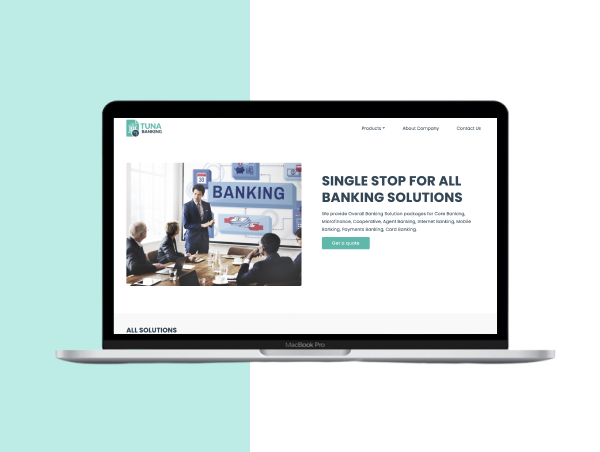 TUNA
BANKING
Products
About Company
Contact Us
30
BANKING
SINGLE STOP FOR ALL
BANKING SOLUTIONS
We provide Overall Banking Solution packages for Core Banking,
Microfinance, Cooperative, Agent Banking, Internet Banking, Mobile
Banking, Payments Banking, Card Banking.
Get a quote
ALL SOLUTIONS
MacBook Pro